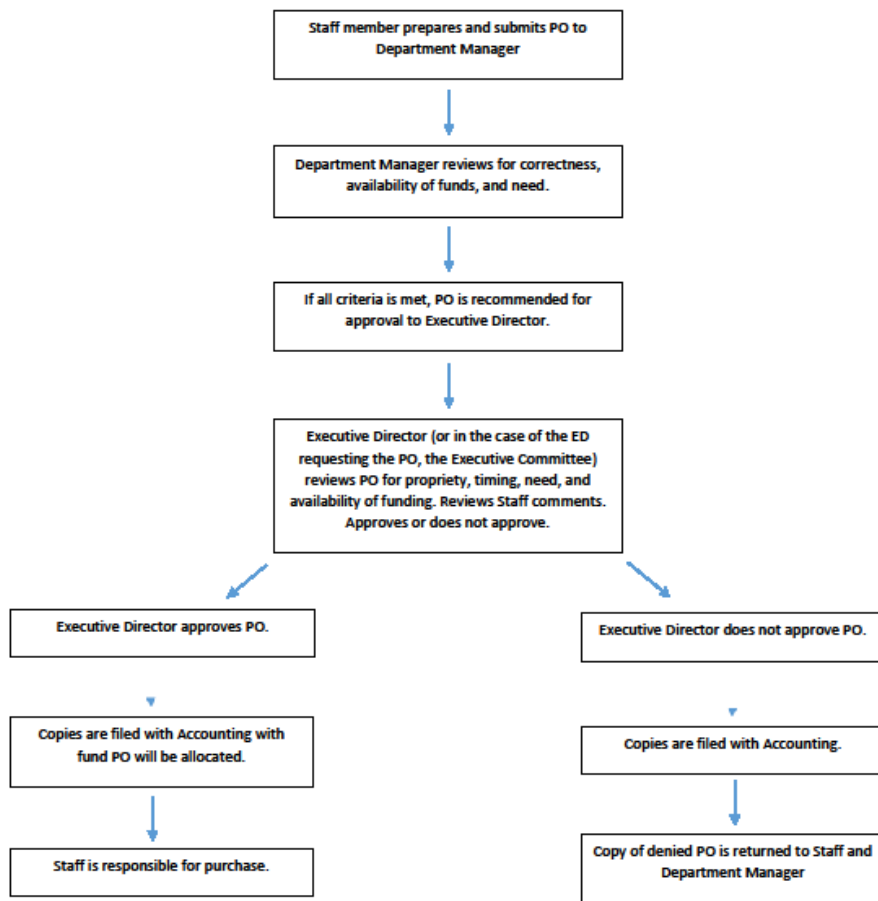 Staff member prepares and submits PO to
Department Manager
Department Manager reviews for correctness,
availability of funds, and need.
If all criteria is met, PO is recommended for
approval to Executive Director.
Executive Director (or in the case of the ED
requesting the PO, the Executive Committee)
reviews PO for propriety, timing, need, and
availability of funding. Reviews Staff comments.
Approves or does not approve.
Executive Director approves PO.
Executive Director does not approve PO.
Copies are filed with Accounting with
fund PO will be allocated.
Copies are filed with Accounting.
Staff is responsible for purchase.
Copy of denied PO is returned to Staff and
Department Manager